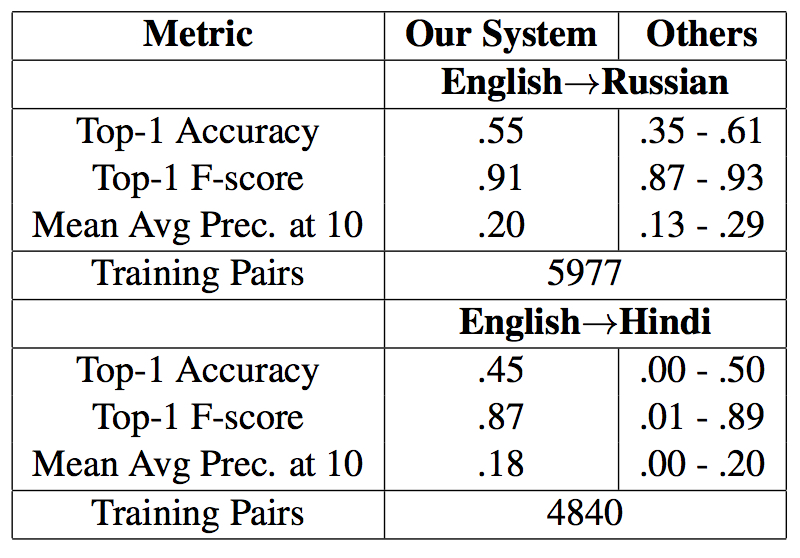 Metric Our System Others
English→Russian
Top-1 Accuracy .55 .35 - .61
Top-1 F-score .91 .87 - .93
Mean Avg Prec. at 10 .20 .13 - .29
Training Pairs 5977
English→Hindi
Top-1 Accuracy .45 .00 - .50
Top-1 F-score .87 .01 - .89
Mean Avg Prec. at 10 .18 .00 - .20
Training Pairs 4840